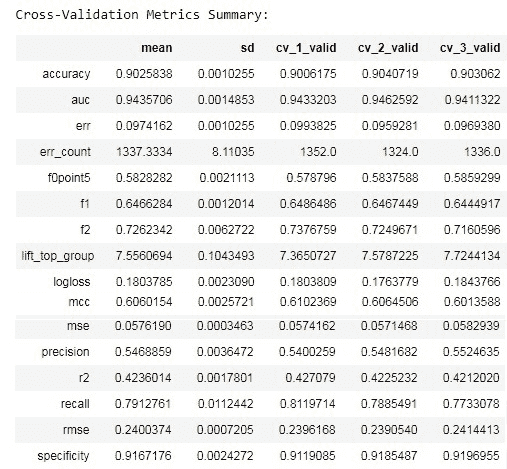 Cross-Validation Metrics Summary:
mean sd cv_1_valid cv_2_valid cv_3_valid
accuracy 0.9025838 0.0010255 0.9006175 0.9040719 0.903062
auc 0.9435706 0.0014853 0.9433203 0.9462592 0.9411322
err 0.0974162 0.0010255 0.0993825 0.0959281 0.0969380
err_count 1337.3334 8.11035 1352.0 1324.0 1336.0
f0point5 0.5828282 0.0021113 0.578796 0.5837588 0.5859299
f1 0.6466284 0.0012014 0.6486486 0.6467449 0.6444917
f2 0.7262342 0.0062722 0.7376759 0.7249671 0.7160596
lift_top_group 7.5560694 0.1043493 7.3650727 7.5787225 7.7244134
logloss 0.1803785 0.0023090 0.1803809 0.1763779 0.1843766
mcc 0.6060154 0.0025721 0.6102369 0.6064506 0.6013588
mse 0.0576190 0.0003463 0.0574162 0.0571468 0.0582939
precision 0.5468859 0.0036472 0.5400259 0.5481682 0.5524635
r2 0.4236014 0.0017801 0.427079 0.4225232 0.4212020
recall 0.7912761 0.0112442 0.8119714 0.7885491 0.7733078
rmse 0.2400374 0.0007205 0.2396168 0.2390540 0.2414413
specificity 0.9167176 0.0024272 0.9119085 0.9185487 0.9196955